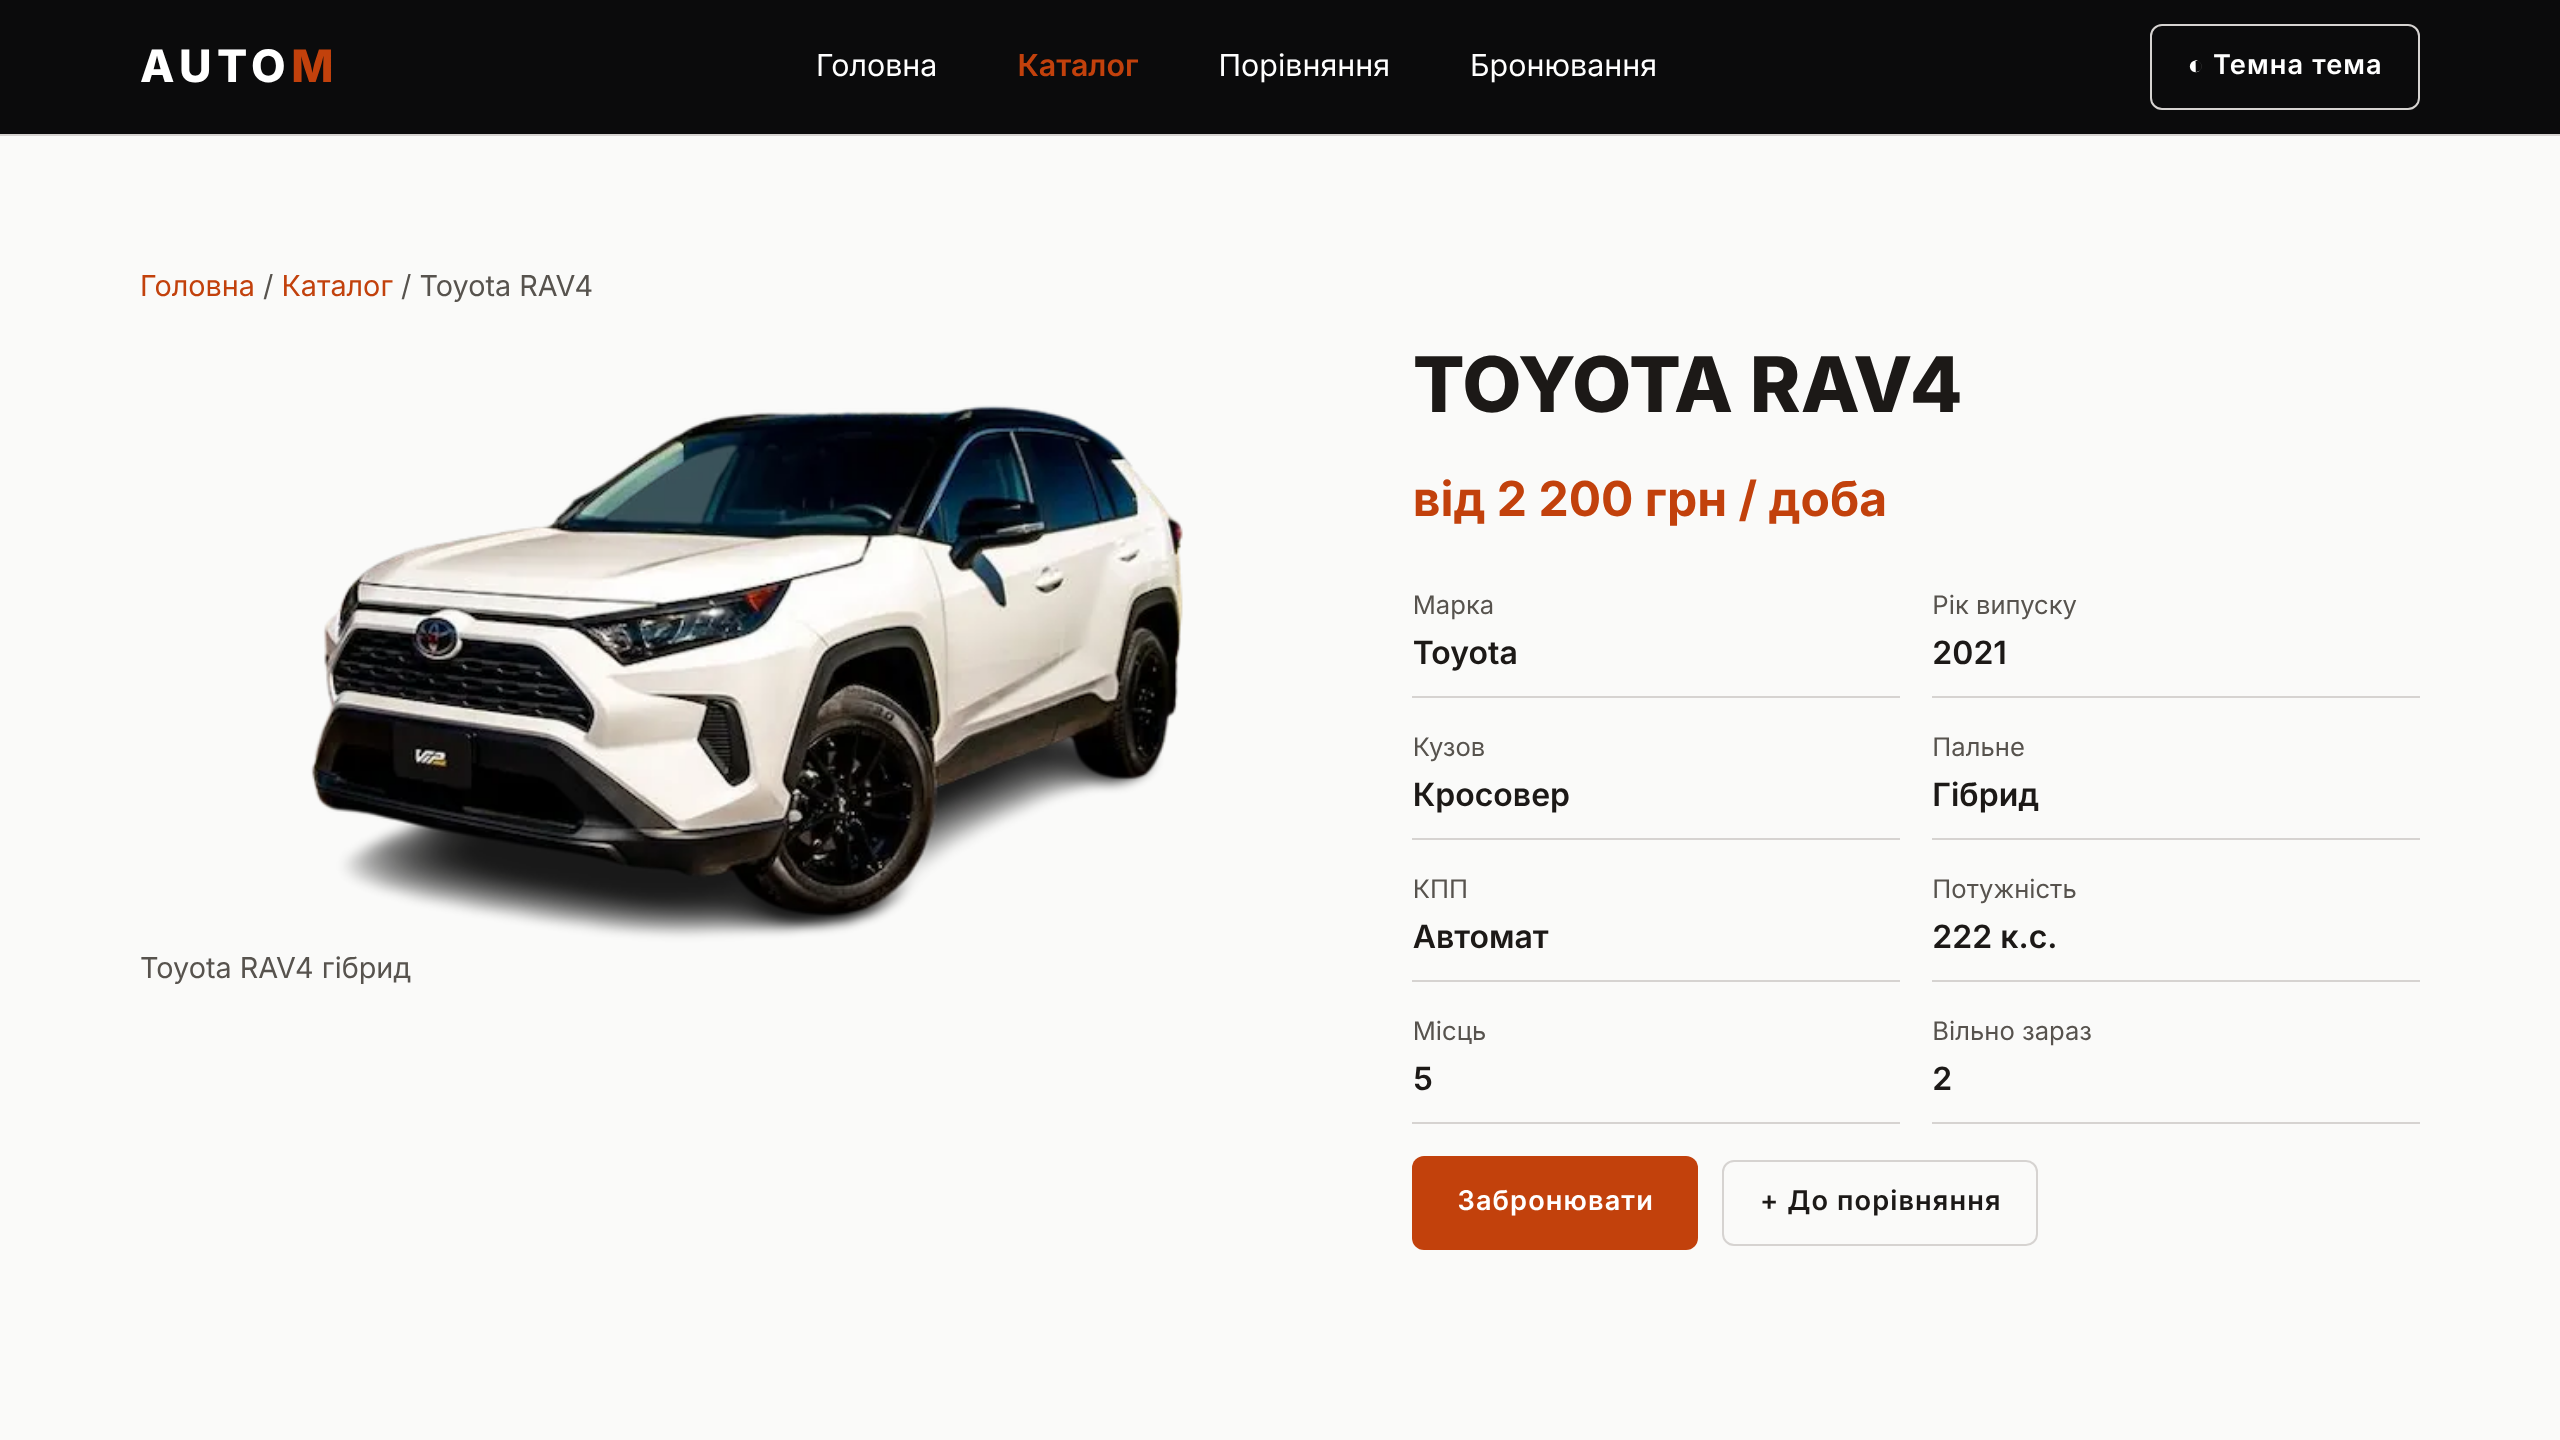 AUTOM
Головна
Каталог
Порівняння
Бронювання
◐ Темна тема
Головна / Каталог / Toyota RAV4
VIP
Toyota RAV4 гібрид
TOYOTA RAV4
від 2 200 грн / доба
Марка
Toyota
Рік випуску
2021
Кузов
Кросовер
Пальне
Гібрид
КПП
Автомат
Потужність
222 к.с.
Місць
5
Вільно зараз
2
Забронювати
+ До порівняння